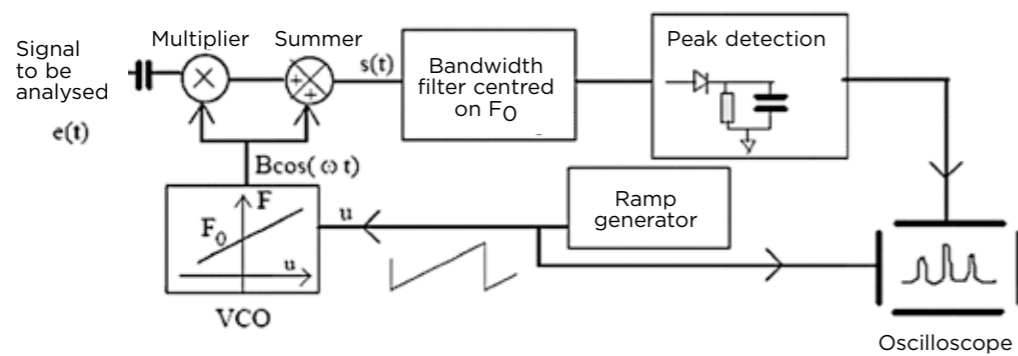 Signal
to be
analysed
e(t)
Multiplier
Summer
s(t)
Bandwidth
filter centred
on F0
Peak detection
Bcos(ω t)
F
F0
u
VCO
u
Ramp
generator
Oscilloscope